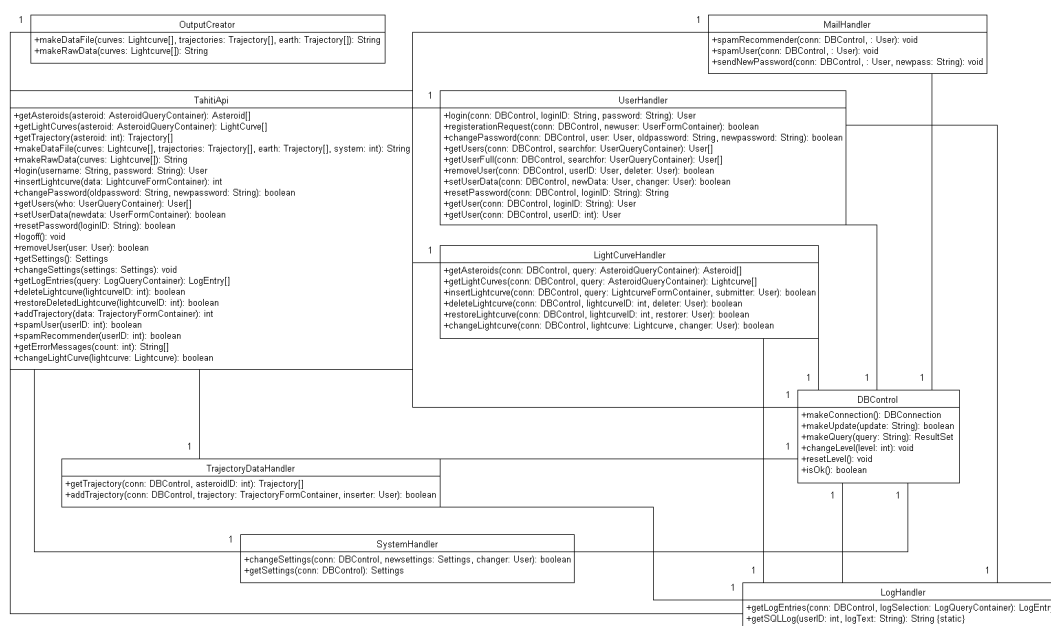 1
OutputCreator
+makeDataFile(curves: Lightcurve[], trajectories: Trajectory[], earth: Trajectory[]): String
+makeRawData(curves: Lightcurve[]): String
1
MailHandler
+spamRecommender(conn: DBControl, : User): void
+spamUser(conn: DBControl, : User): void
+sendNewPassword(conn: DBControl, : User, newpass: String): void
TahitiApi
+getAsteroids(asteroid: AsteroidQueryContainer): Asteroid[]
+getLightCurves(asteroid: AsteroidQueryContainer): LightCurve[]
+getTrajectory(asteroid: int): Trajectory[]
+makeDataFile(curves: Lightcurve[], trajectories: Trajectory[], earth: Trajectory[], system: int): String
+makeRawData(curves: Lightcurve[]): String
+login(username: String, password: String): User
+insertLightcurve(data: LightcurveFormContainer): int
+changePassword(oldpassword: String, newpassword: String): boolean
+getUsers(who: UserQueryContainer): User[]
+setUserData(newdata: UserFormContainer): boolean
+resetPassword(loginID: String): boolean
+logoff(): void
+removeUser(user: User): boolean
+getSettings(): Settings
+changeSettings(settings: Settings): void
+getLogEntries(query: LogQueryContainer): LogEntry[]
+deleteLightcurve(lightcurveID: int): boolean
+restoreDeletedLightcurve(lightcurveID: int): boolean
+addTrajectory(data: TrajectoryFormContainer): int
+spamUser(userID: int): boolean
+spamRecommender(userID: int): boolean
+getErrorMessages(count: int): String[]
+changeLightCurve(lightcurve: Lightcurve): boolean
1
UserHandler
+login(conn: DBControl, loginID: String, password: String): User
+registerationRequest(conn: DBControl, newuser: UserFormContainer): boolean
+changePassword(conn: DBControl, user: User, oldpassword: String, newpassword: String): boolean
+getUsers(conn: DBControl, searchfor: UserQueryContainer): User[]
+getUserFull(conn: DBControl, searchfor: UserQueryContainer): User[]
+removeUser(conn: DBControl, userID: User, deleter: User): boolean
+setUserData(conn: DBControl, newData: User, changer: User): boolean
+resetPassword(conn: DBControl, loginID: String): String
+getUser(conn: DBControl, loginID: String): User
+getUser(conn: DBControl, userID: int): User
1
LightCurveHandler
+getAsteroids(conn: DBControl, query: AsteroidQueryContainer): Asteroid[]
+getLightCurves(conn: DBControl, query: AsteroidQueryContainer): Lightcurve[]
+insertLightcurve(conn: DBControl, query: LightcurveFormContainer, submitter: User): boolean
+deleteLightcurve(conn: DBControl, lightcurveID: int, deleter: User): boolean
+restoreLightcurve(conn: DBControl, lightcurveID: int, restorer: User): boolean
+changeLightcurve(conn: DBControl, lightcurve: Lightcurve, changer: User): boolean
1 1 1
1
DBControl
+makeConnection(): DBConnection
+makeUpdate(update: String): boolean
+makeQuery(query: String): ResultSet
+changeLevel(level: int): void
+resetLevel(): void
+isOk(): boolean
1
1 1
1
TrajectoryDataHandler
+getTrajectory(conn: DBControl, asteroidID: int): Trajectory[]
+addTrajectory(conn: DBControl, trajectory: TrajectoryFormContainer, inserter: User): boolean
1
SystemHandler
+changeSettings(conn: DBControl, newsettings: Settings, changer: User): boolean
+getSettings(conn: DBControl): Settings
1 1 1
1
LogHandler
+getLogEntries(conn: DBControl, logSelection: LogQueryContainer): LogEntry
+getSQLLog(userID: int, logText: String): String {static}